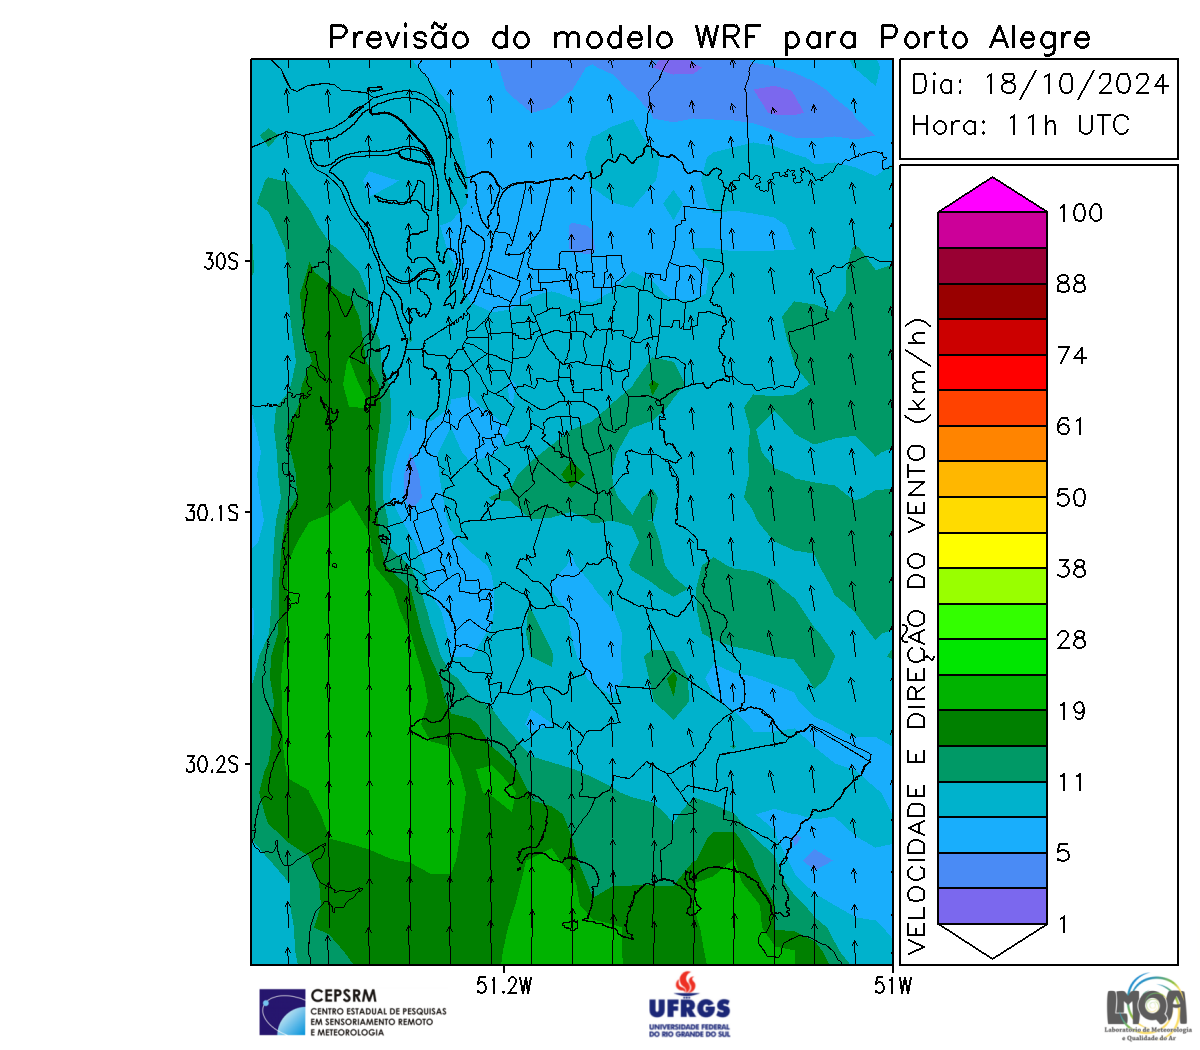 Previsão do modelo WRF para Porto Alegre
Dia: 18/10/2024
Hora: 11h UTC
30S
30.1S
30.2S
51.2W
51W
VELOCIDADE E DIREÇÃO DO VENTO (km/h)
100
88
74
61
50
38
28
19
11
5
1
CEPSRM
CENTRO ESTADUAL DE PESQUISAS
EM SENSORIAMENTO REMOTO
E METEOROLOGIA
UFRGS
UNIVERSIDADE FEDERAL
DO RIO GRANDE DO SUL
LMQA
Laboratório de Meteorologia
e Qualidade do Ar